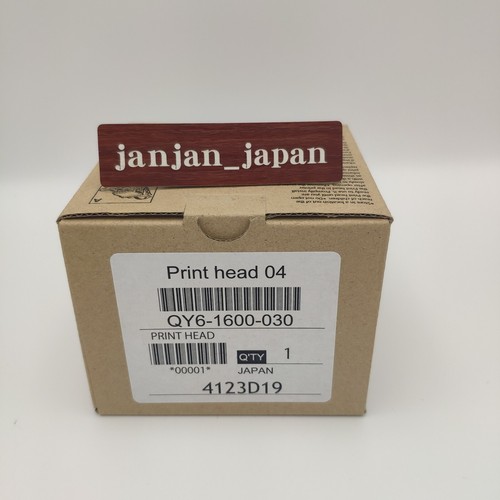 janjan_japan
Print head 04
QY6-1600-030
PRINT HEAD
Q'TY 1
*00001* JAPAN
4123D19